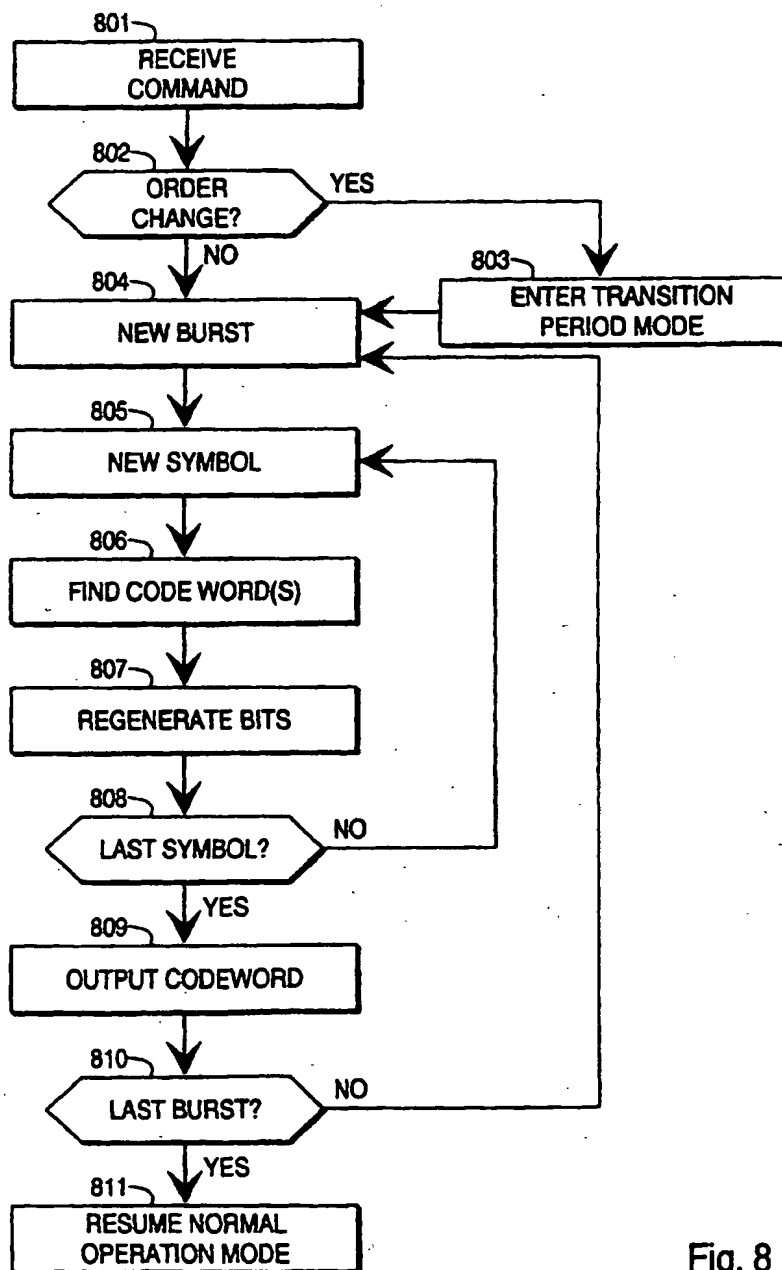 801
RECEIVE
COMMAND
802
ORDER
CHANGE?
YES
NO
803
ENTER TRANSITION
PERIOD MODE
804
NEW BURST
805
NEW SYMBOL
806
FIND CODE WORD(S)
807
REGENERATE BITS
808
LAST SYMBOL?
NO
YES
809
OUTPUT CODEWORD
810
LAST BURST?
NO
YES
811
RESUME NORMAL
OPERATION MODE
Fig. 8